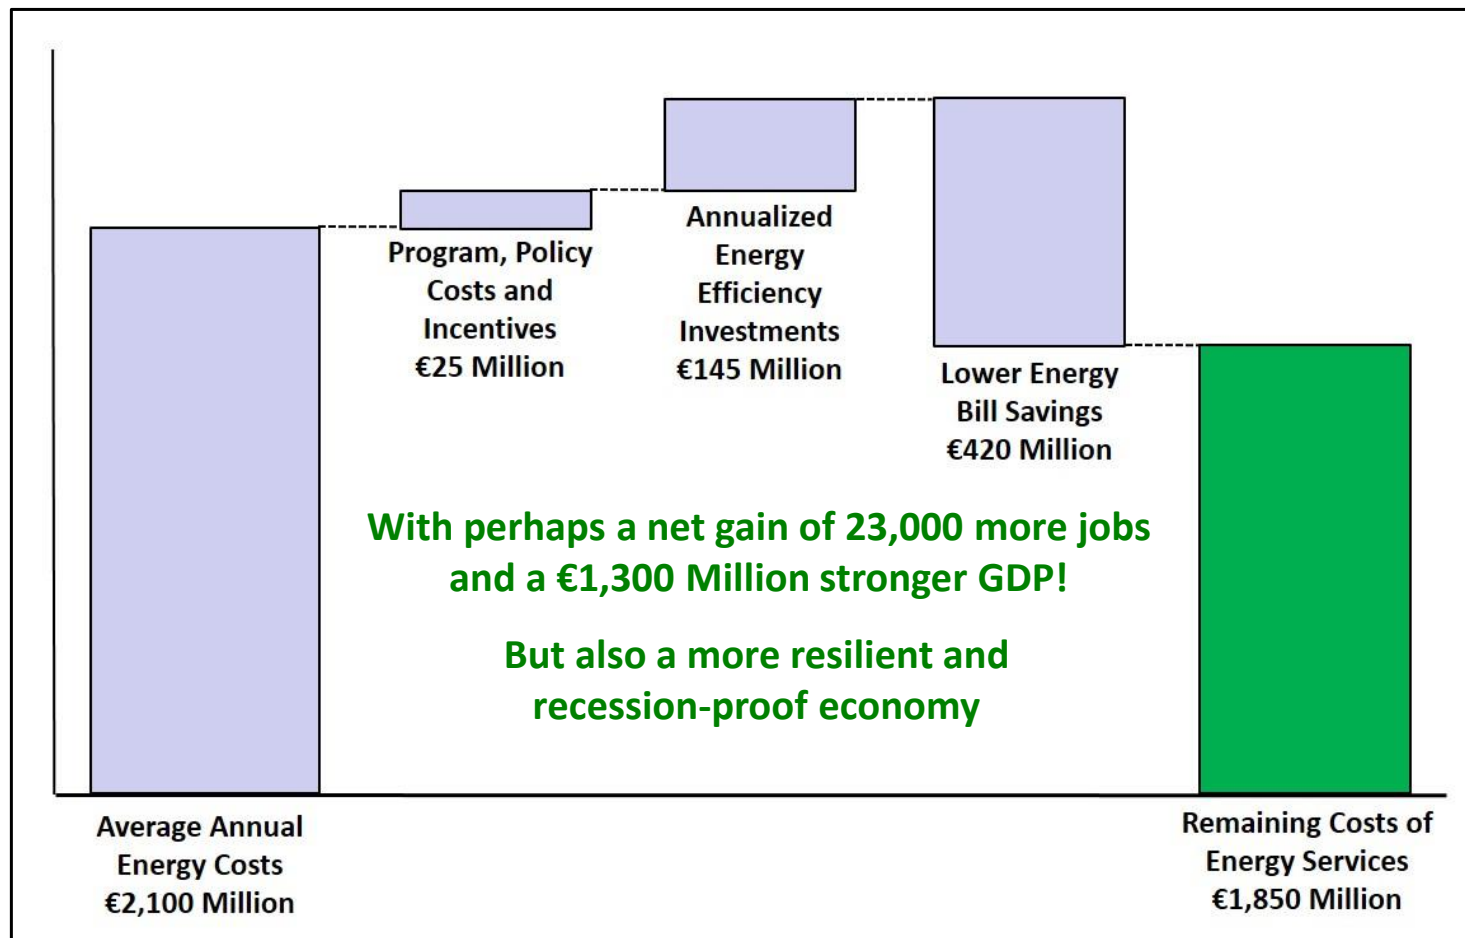 Program, Policy
Costs and
Incentives
€25 Million
Annualized
Energy
Efficiency
Investments
€145 Million
Lower Energy
Bill Savings
€420 Million
With perhaps a net gain of 23,000 more jobs
and a €1,300 Million stronger GDP!
But also a more resilient and
recession-proof economy
Average Annual
Energy Costs
€2,100 Million
Remaining Costs of
Energy Services
€1,850 Million